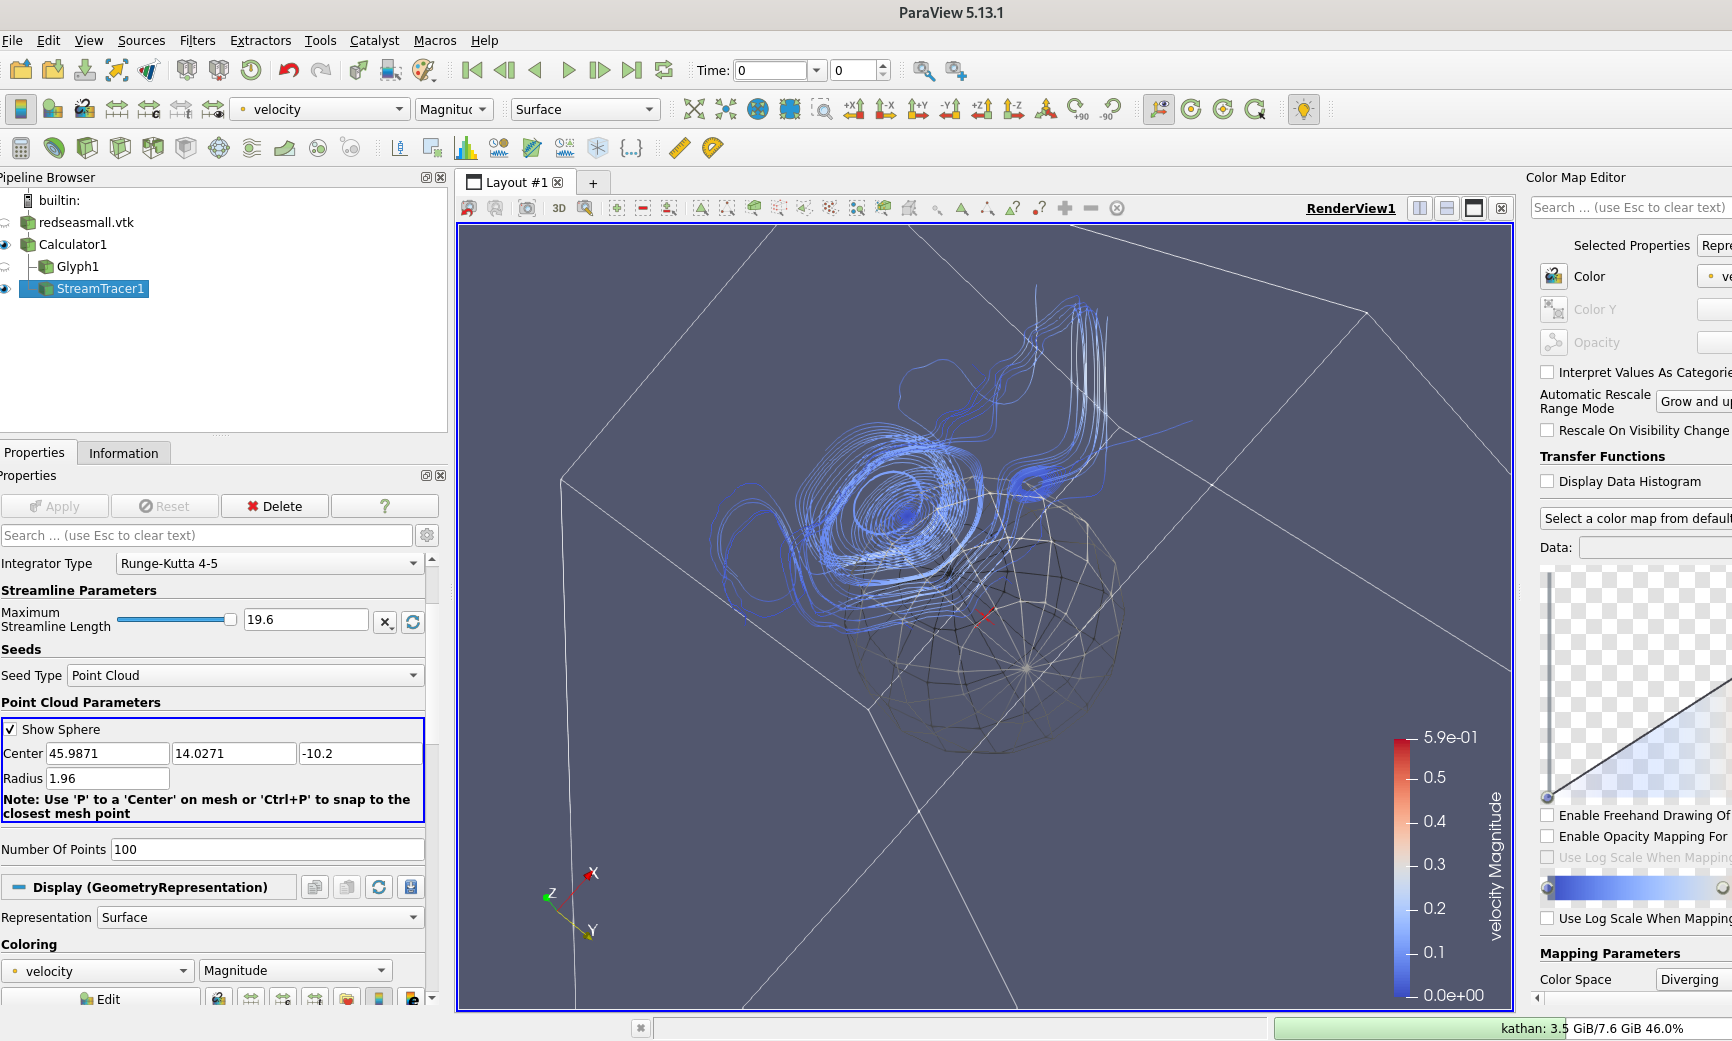 ParaView 5.13.1
File Edit View Sources Filters Extractors Tools Catalyst Macros Help
Time: 0 0
velocity Magnituc Surface
+X -X +Y -Y +Z -Z +90 -90
Pipeline Browser
Layout #1
Color Map Editor
builtin:
redseasmall.vtk
Calculator1
Glyph1
StreamTracer1
3D
RenderView1
Search ... (use Esc to clear text)
Selected Properties Repre
Color ve
Color Y
Opacity
Interpret Values As Categorie
Automatic Rescale
Range Mode Grow and up
Rescale On Visibility Change
Transfer Functions
Display Data Histogram
Select a color map from default
Data:
Enable Freehand Drawing Of
Enable Opacity Mapping For
Use Log Scale When Mapping
Use Log Scale When Mapping
Mapping Parameters
Color Space Diverging
Properties Information
Properties
Apply Reset Delete ?
Search ... (use Esc to clear text)
Integrator Type Runge-Kutta 4-5
Streamline Parameters
Maximum
Streamline Length 19.6
Seeds
Seed Type Point Cloud
Point Cloud Parameters
Show Sphere
Center 45.9871 14.0271 -10.2
Radius 1.96
Note: Use 'P' to a 'Center' on mesh or 'Ctrl+P' to snap to the
closest mesh point
Number Of Points 100
Display (GeometryRepresentation)
Representation Surface
Coloring
velocity Magnitude
Edit
X
Z
Y
5.9e-01
0.5
0.4
0.3
0.2
0.1
0.0e+00
velocity Magnitude
kathan: 3.5 GiB/7.6 GiB 46.0%